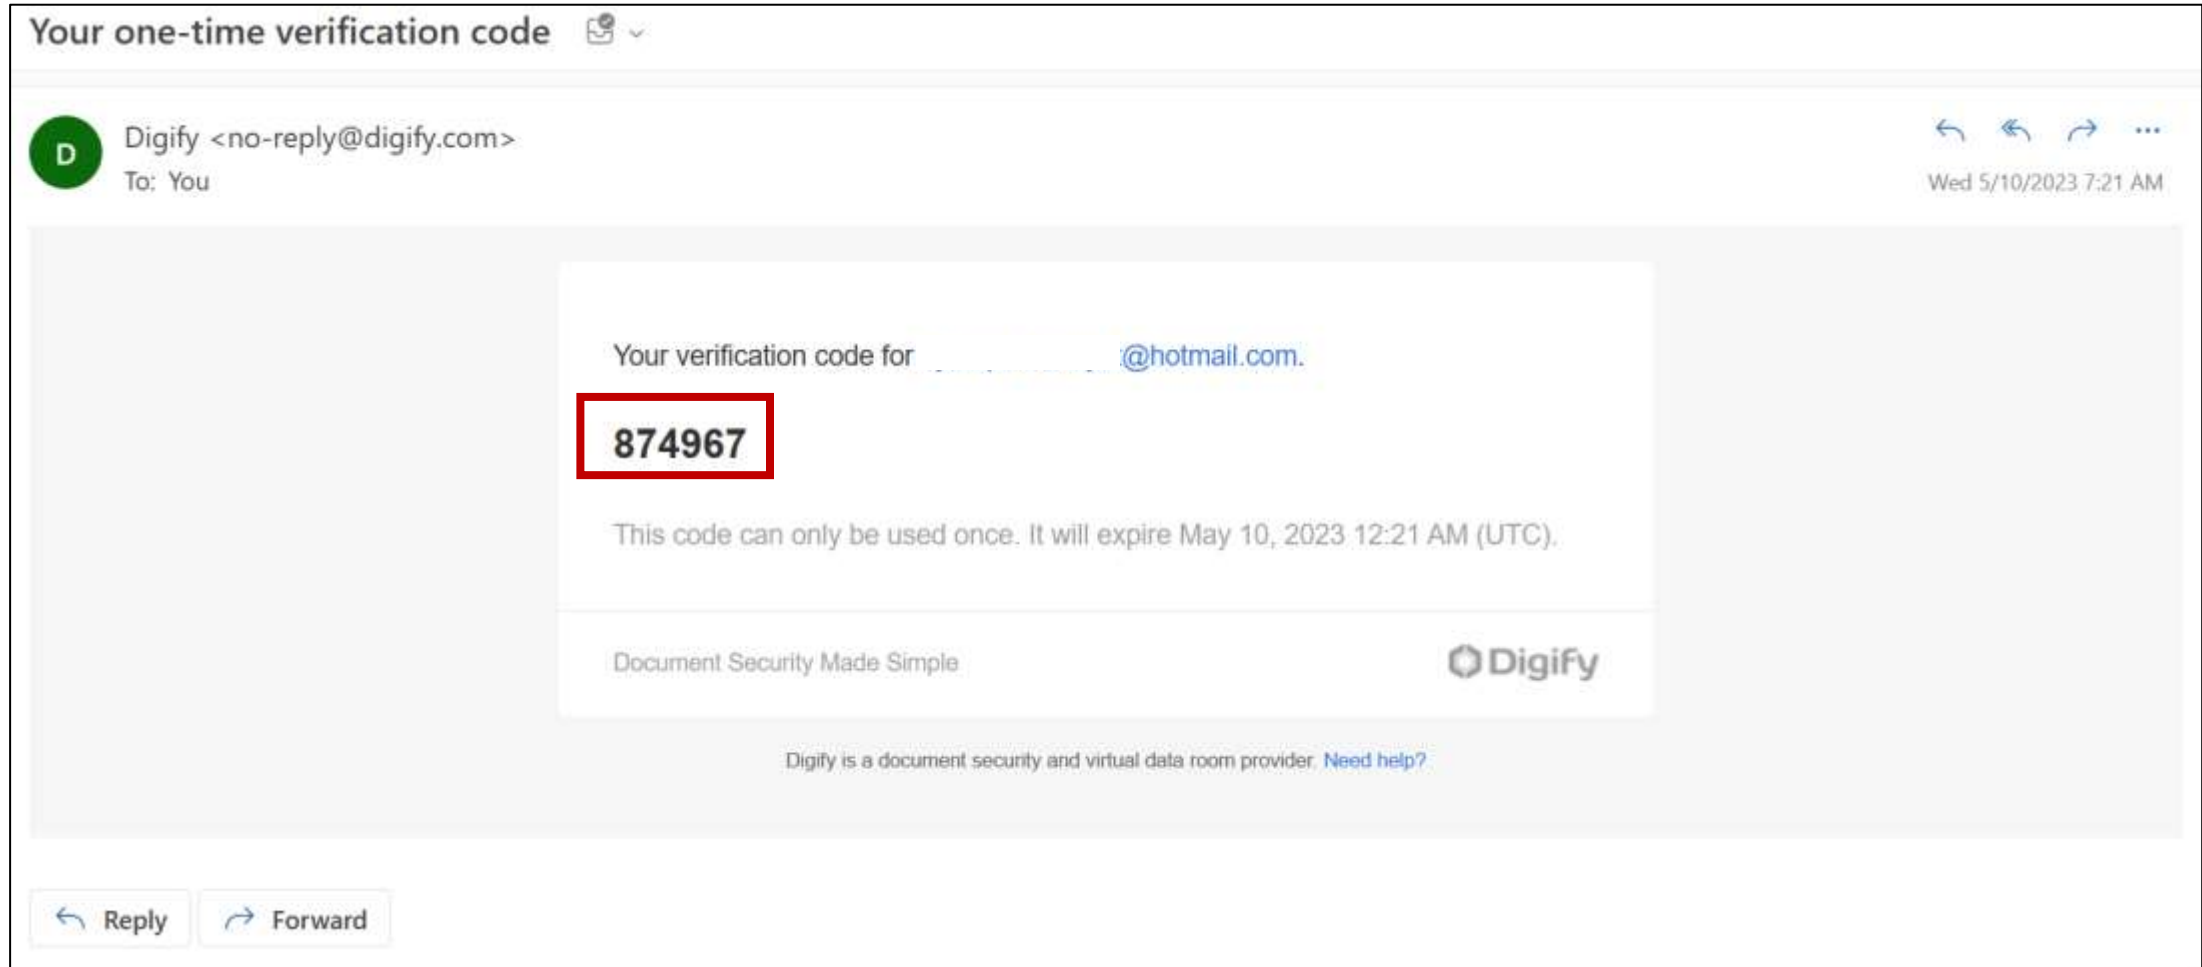 Your one-time verification code
D
Digify <no-reply@digify.com>
To: You
Wed 5/10/2023 7:21 AM
Your verification code for @hotmail.com.
874967
This code can only be used once. It will expire May 10, 2023 12:21 AM (UTC).
Document Security Made Simple
Digify
Digify is a document security and virtual data room provider. Need help?
Reply
Forward